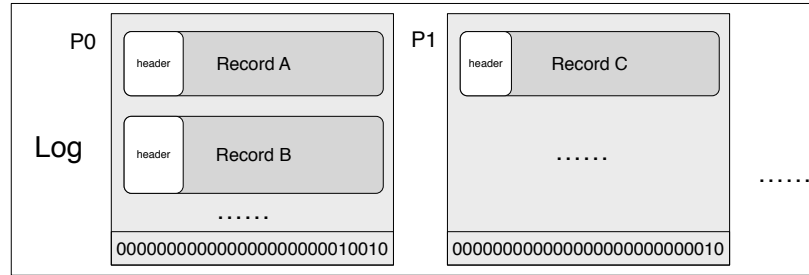 P0
header
Record A
P1
header
Record C
Log
header
Record B
......
......
......
00000000000000000000000010010
00000000000000000000000000010